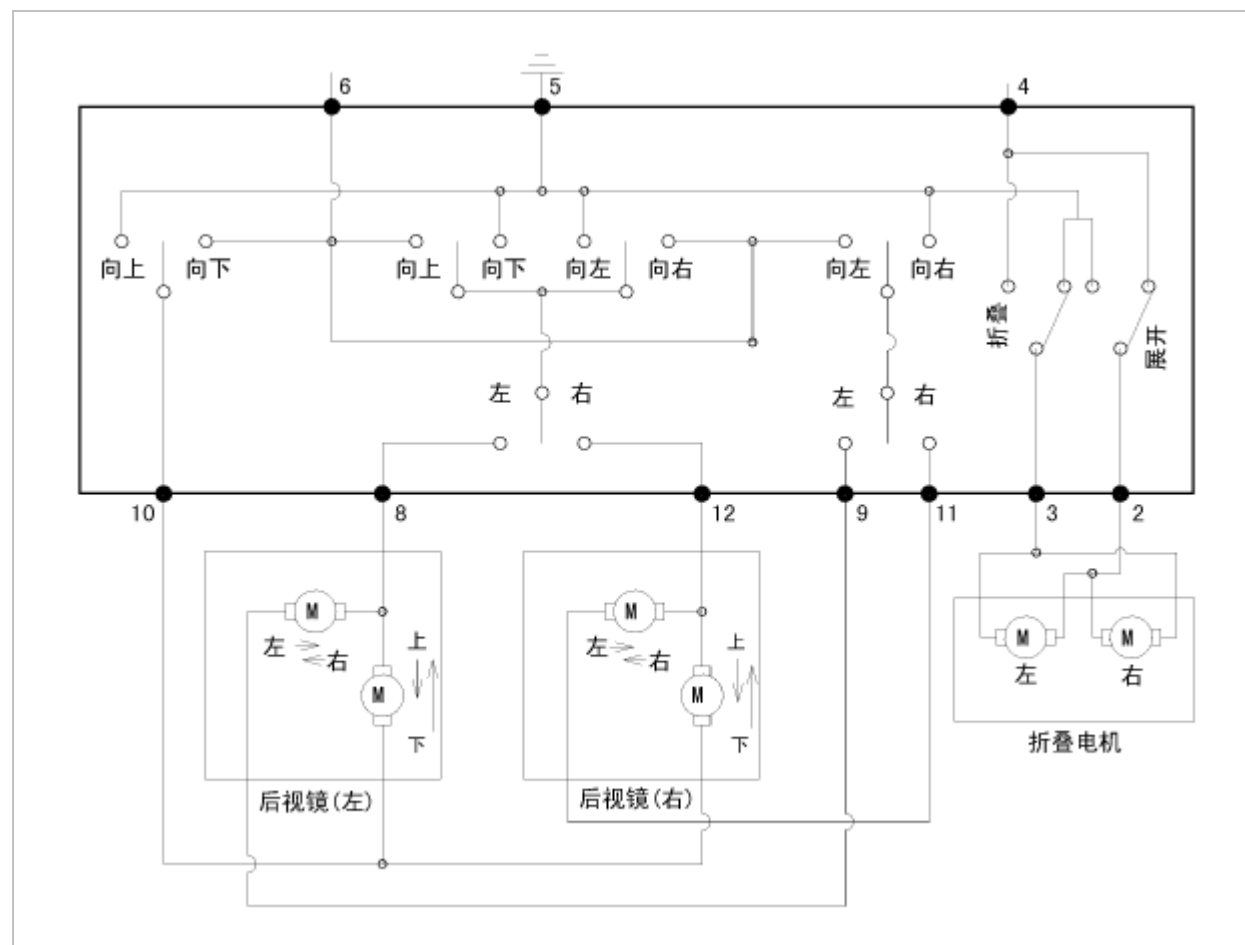 6 5 4
向上 向下 向上 向下 向左 向右 向左 向右
折叠
展开
左 右 左 右
10 8 12 9 11 3 2
M M M M
左 右 上 左 右 上
左 右
M M
下 下
折叠电机
后视镜(左) 后视镜(右)